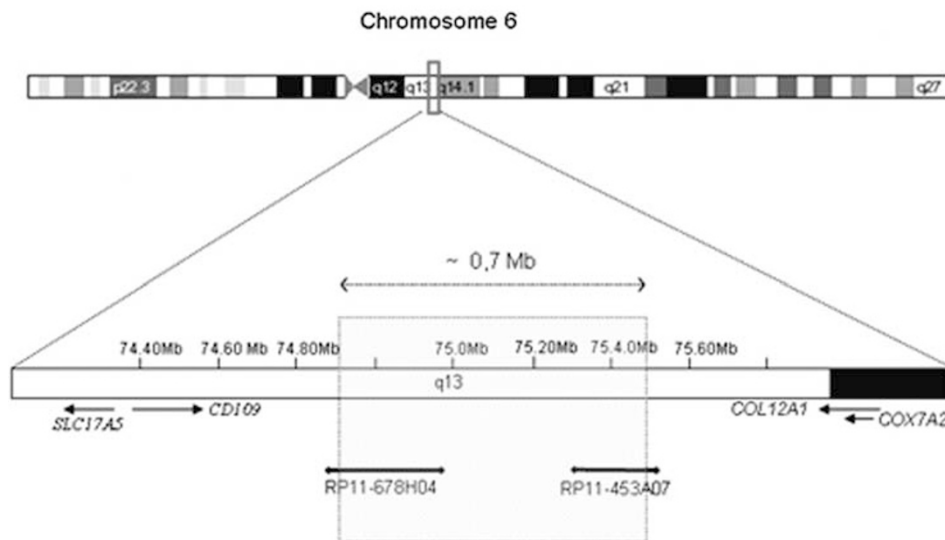 Chromosome 6
p22.3 q12 q13 q14.1 q21 q27
~ 0,7 Mb
74.40Mb 74.60 Mb 74.80Mb 75.0Mb 75.20Mb 75.4.0Mb 75.60Mb
q13
SLC17A5 CD109 COL12A1 COX7A2
RP11-678H04 RP11-453A07